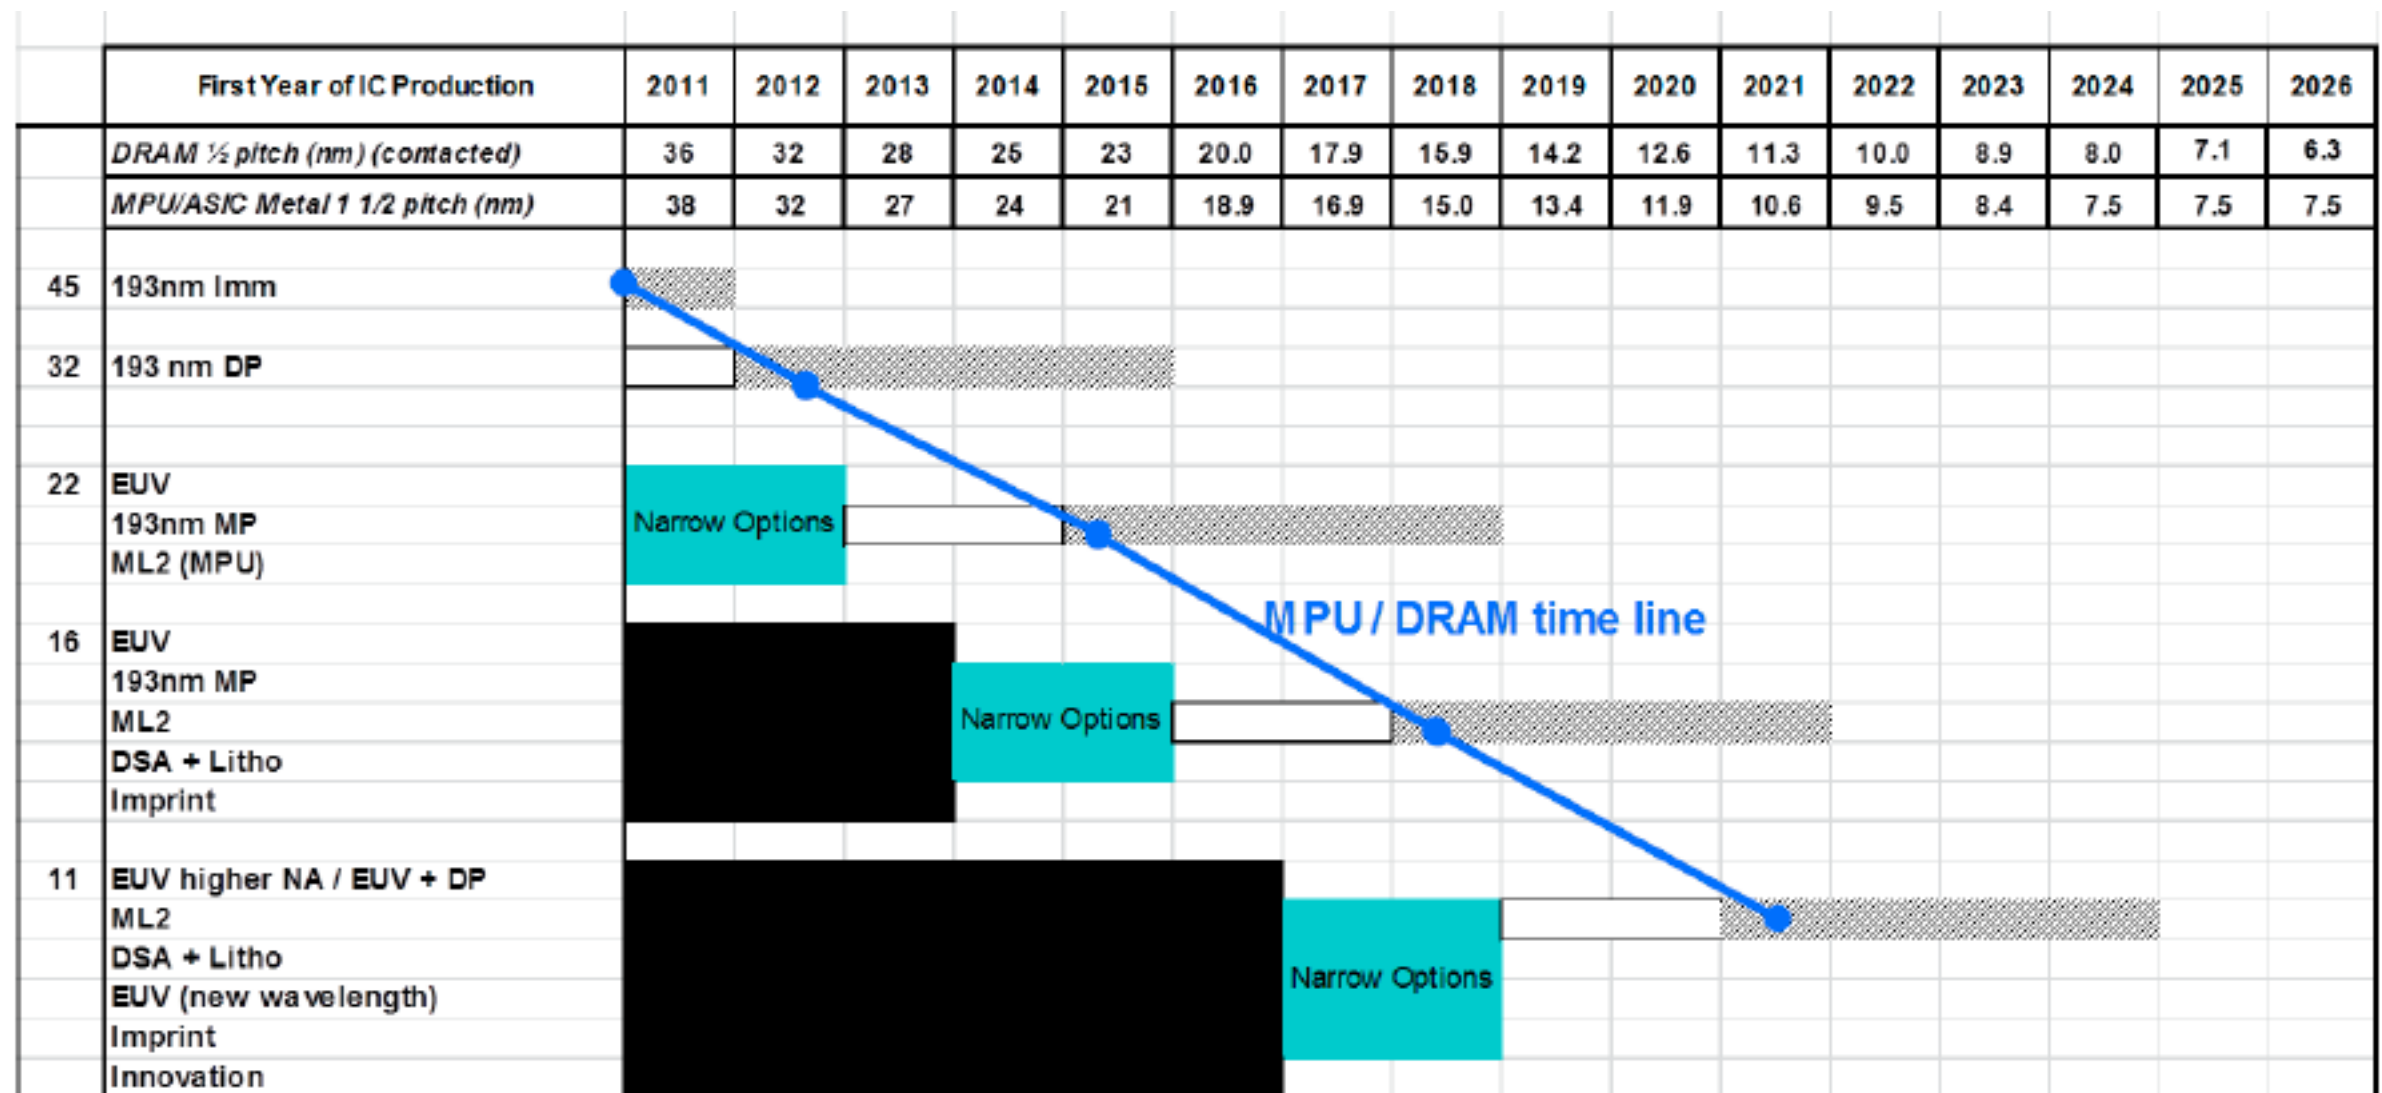 First Year of IC Production 2011 2012 2013 2014 2015 2016 2017 2018 2019 2020 2021 2022 2023 2024 2025 2026
DRAM ½ pitch (nm) (contacted) 36 32 28 25 23 20.0 17.9 15.9 14.2 12.6 11.3 10.0 8.9 8.0 7.1 6.3
MPU/ASIC Metal 1 1/2 pitch (nm) 38 32 27 24 21 18.9 16.9 15.0 13.4 11.9 10.6 9.5 8.4 7.5 7.5 7.5
45 193nm Imm
32 193 nm DP
22 EUV
193nm MP Narrow Options
ML2 (MPU)
MPU / DRAM time line
16 EUV
193nm MP
ML2 Narrow Options
DSA + Litho
Imprint
11 EUV higher NA / EUV + DP
ML2
DSA + Litho Narrow Options
EUV (new wavelength)
Imprint
Innovation